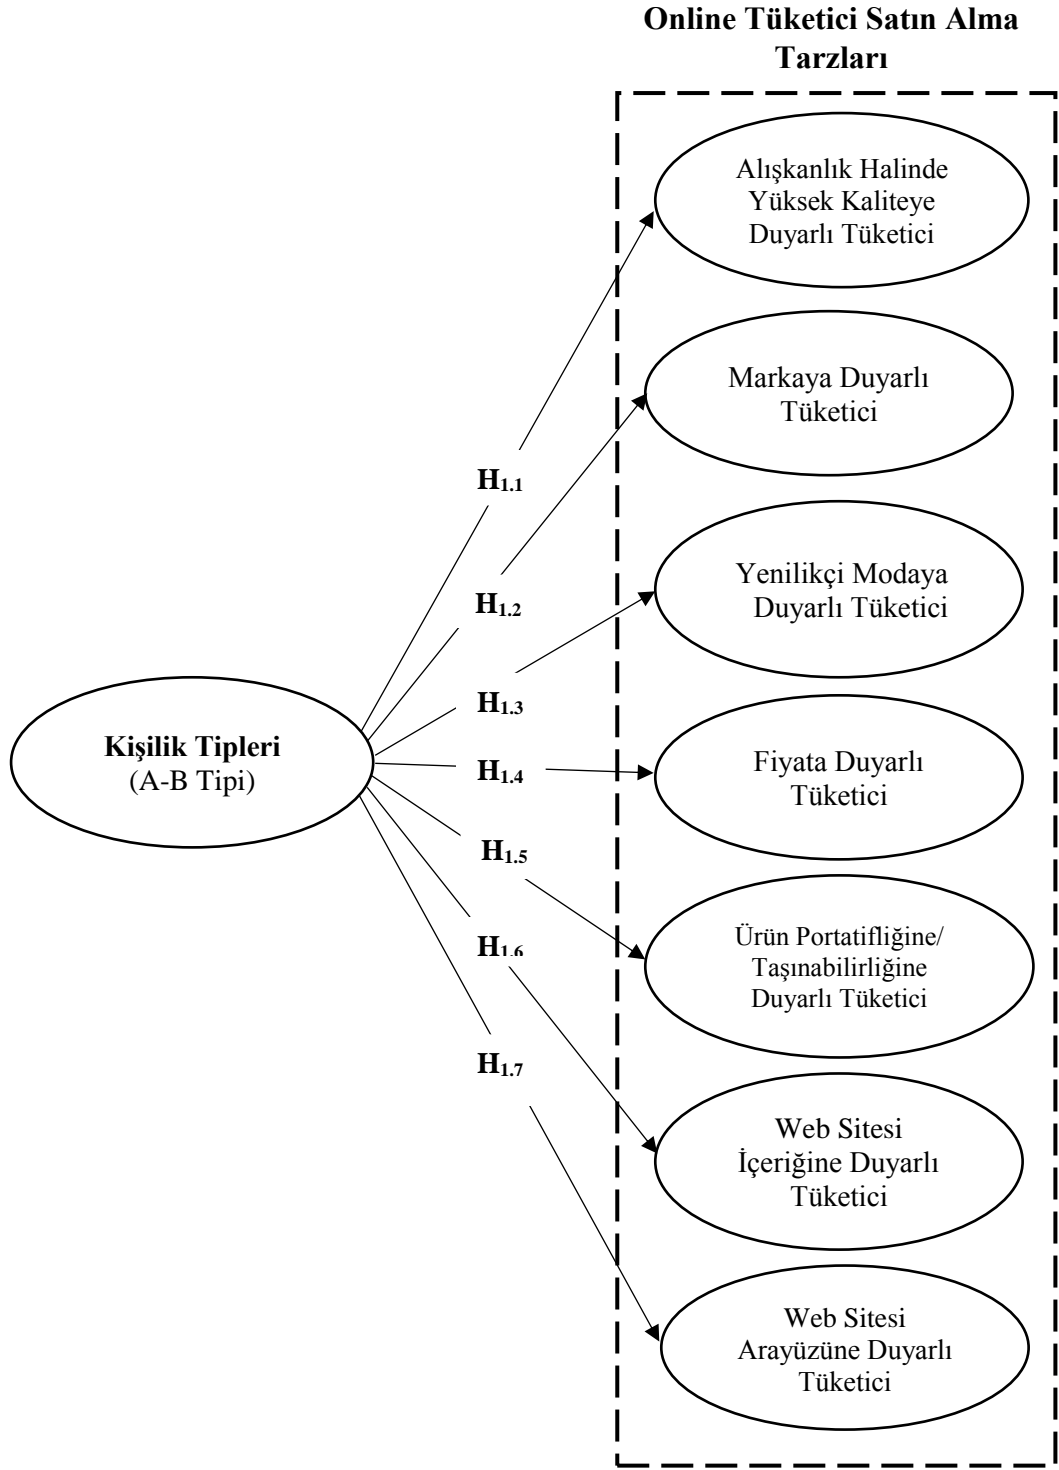 Online Tüketici Satın Alma
Tarzları
Alışkanlık Halinde
Yüksek Kaliteye
Duyarlı Tüketici
Markaya Duyarlı
Tüketici
H1.1
Yenilikçi Modaya
Duyarlı Tüketici
H1.2
H1.3
Kişilik Tipleri
(A-B Tipi)
H1.4
Fiyata Duyarlı
Tüketici
H1.5
Ürün Portatifliğine/
Taşınabilirliğine
Duyarlı Tüketici
H1.6
H1.7
Web Sitesi
İçeriğine Duyarlı
Tüketici
Web Sitesi
Arayüzüne Duyarlı
Tüketici